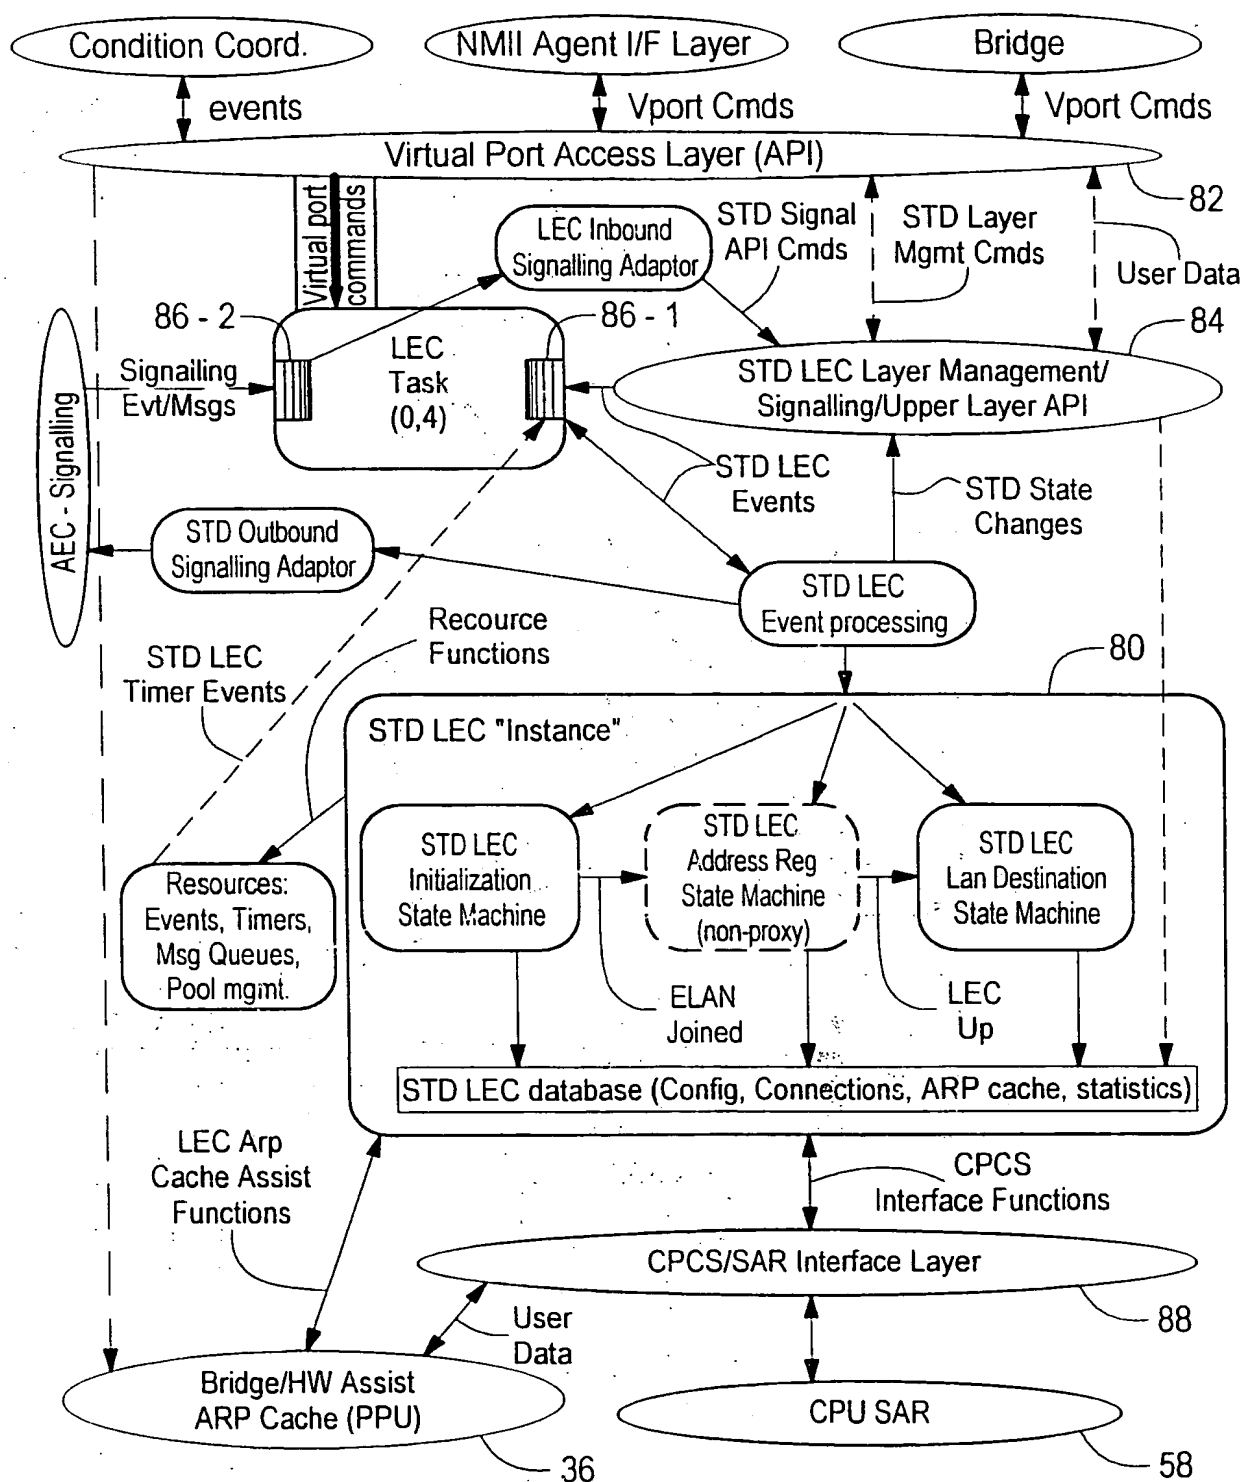 Condition Coord.
NMII Agent I/F Layer
Bridge
events
Vport Cmds
Vport Cmds
Virtual Port Access Layer (API)
82
Virtual port
commands
LEC Inbound
Signalling Adaptor
STD Signal
API Cmds
STD Layer
Mgmt Cmds
User Data
86 - 2
86 - 1
84
LEC
Task
(0,4)
Signalling
Evt/Msgs
STD LEC Layer Management/
Signalling/Upper Layer API
AEC - Signalling
STD LEC
Events
STD State
Changes
STD Outbound
Signalling Adaptor
STD LEC
Event processing
Recource
Functions
STD LEC
Timer Events
80
STD LEC "Instance"
STD LEC
Initialization
State Machine
STD LEC
Address Reg
State Machine
(non-proxy)
STD LEC
Lan Destination
State Machine
Resources:
Events, Timers,
Msg Queues,
Pool mgmt.
ELAN
Joined
LEC
Up
STD LEC database (Config, Connections, ARP cache, statistics)
LEC Arp
Cache Assist
Functions
CPCS
Interface Functions
CPCS/SAR Interface Layer
88
User
Data
Bridge/HW Assist
ARP Cache (PPU)
36
CPU SAR
58